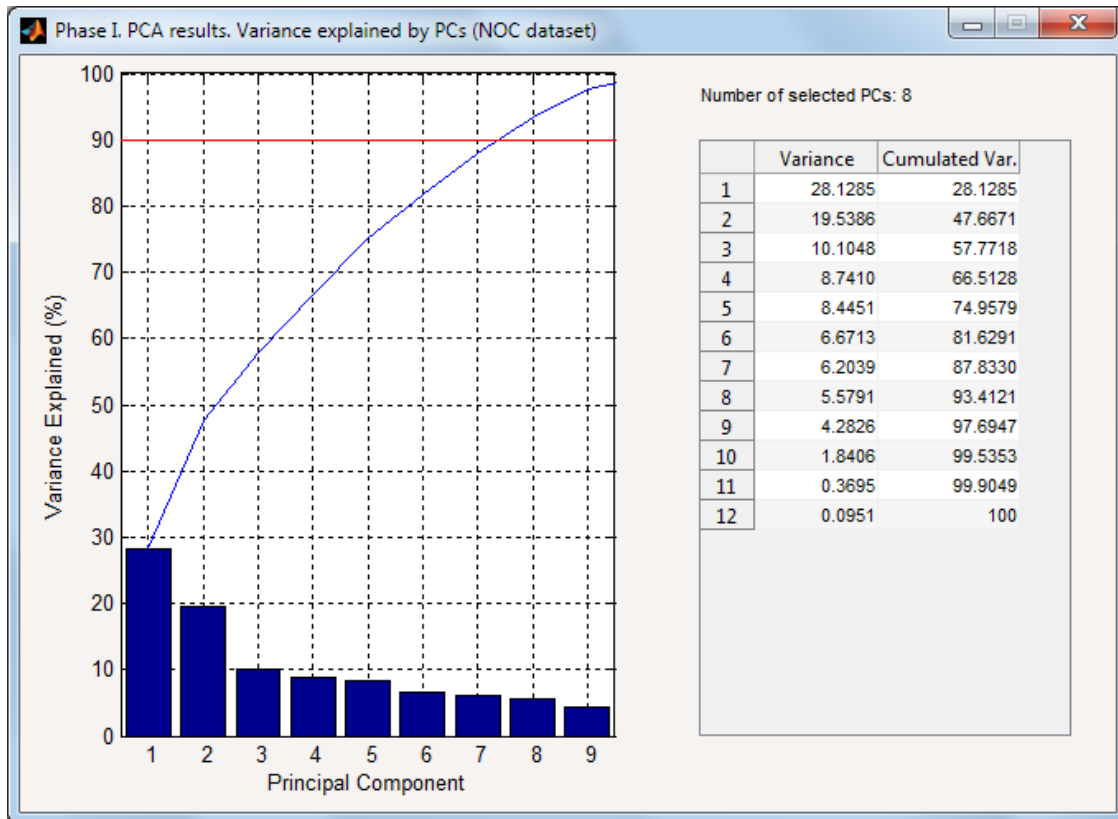 Phase I. PCA results. Variance explained by PCs (NOC dataset)
100
90
80
70
60
50
40
30
20
10
0
Variance Explained (%)
1 2 3 4 5 6 7 8 9
Principal Component
Number of selected PCs: 8
Variance Cumulated Var.
1 28.1285 28.1285
2 19.5386 47.6671
3 10.1048 57.7718
4 8.7410 66.5128
5 8.4451 74.9579
6 6.6713 81.6291
7 6.2039 87.8330
8 5.5791 93.4121
9 4.2826 97.6947
10 1.8406 99.5353
11 0.3695 99.9049
12 0.0951 100